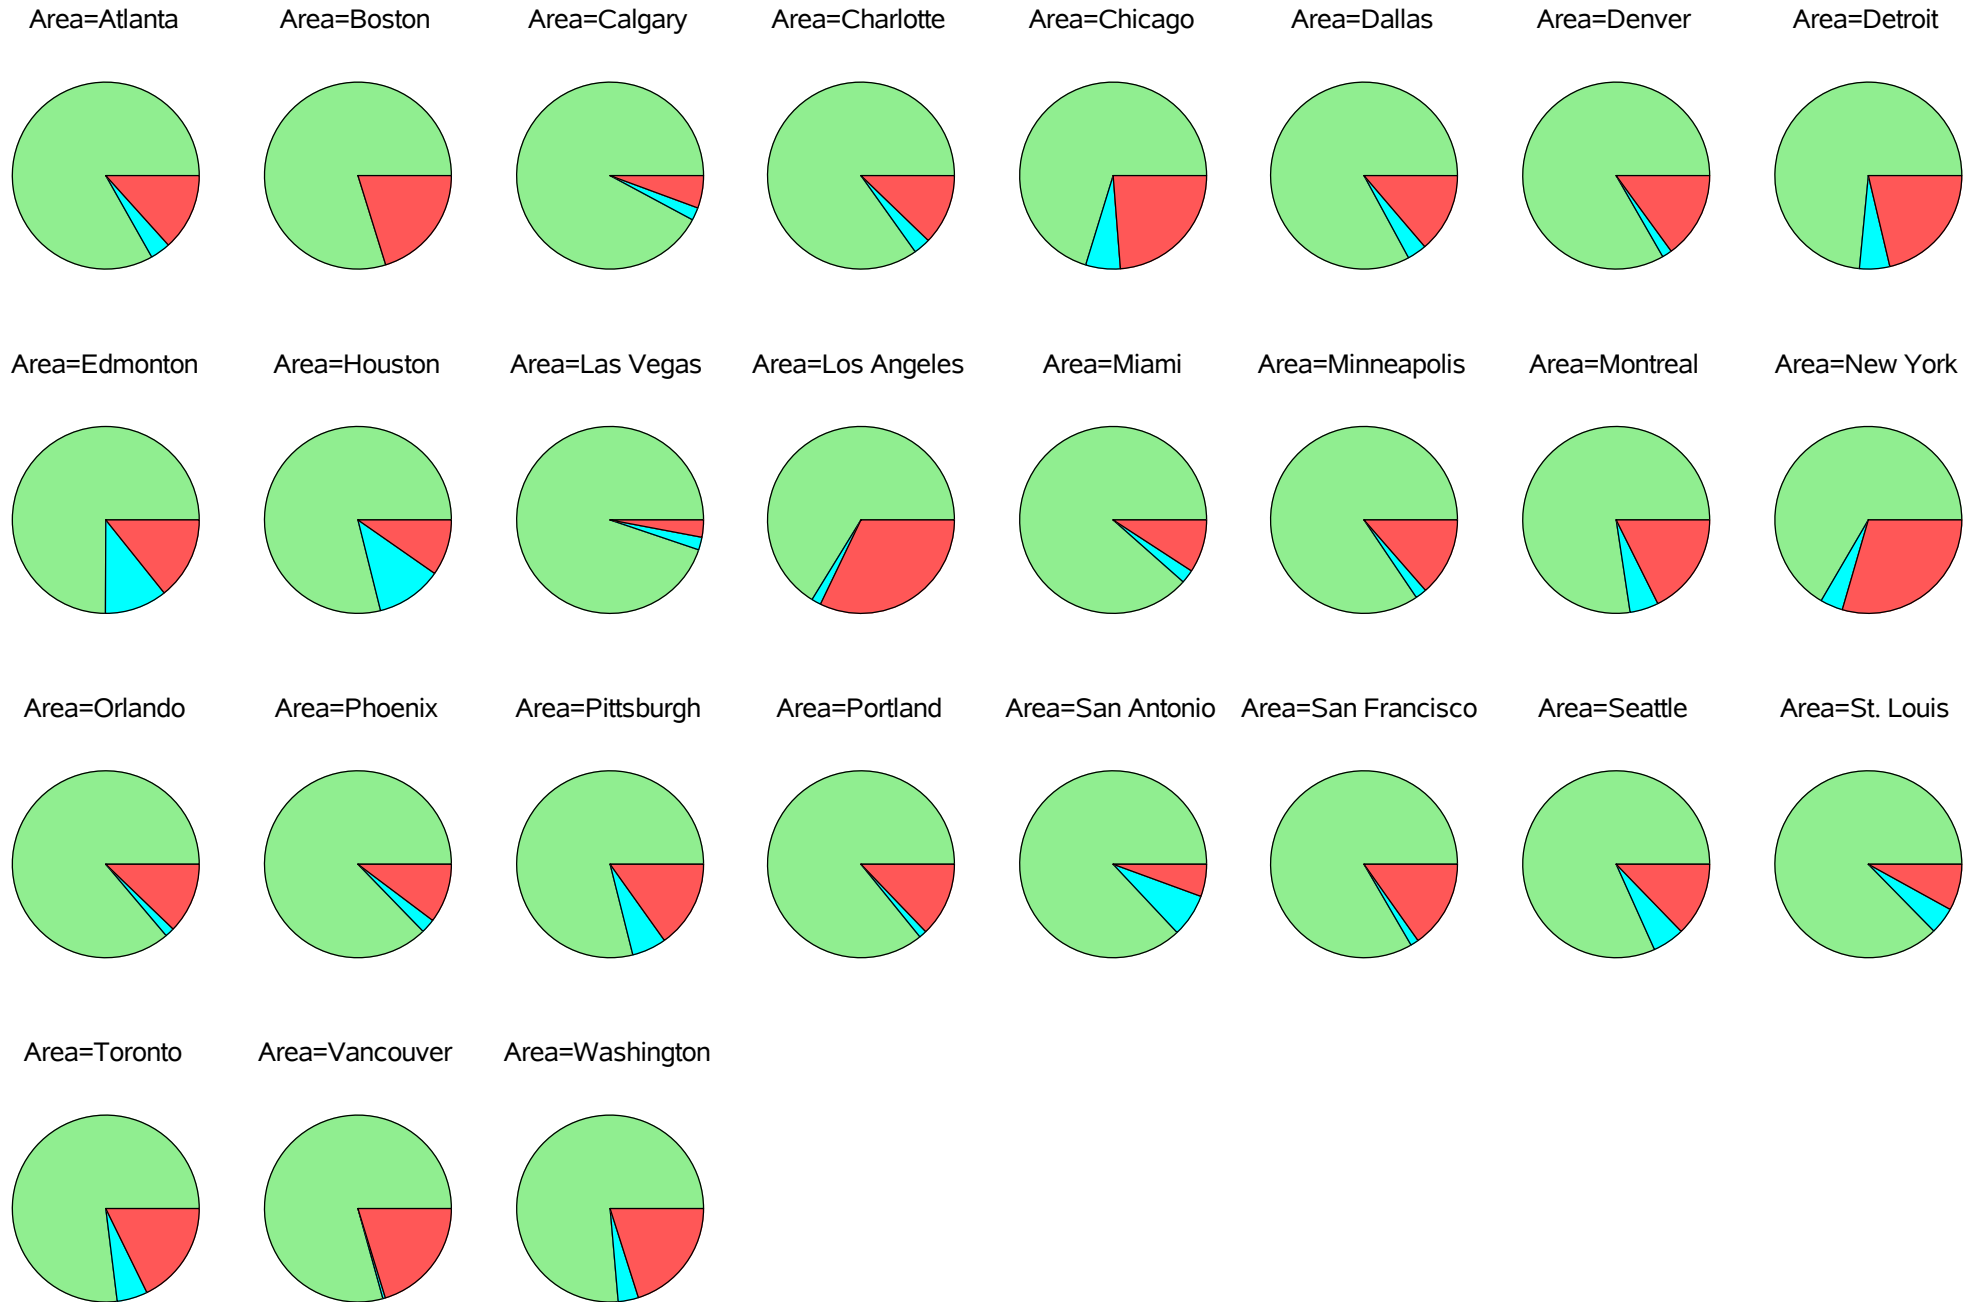 Area=Atlanta
Area=Boston
Area=Calgary
Area=Charlotte
Area=Chicago
Area=Dallas
Area=Denver
Area=Detroit
Area=Edmonton
Area=Houston
Area=Las Vegas
Area=Los Angeles
Area=Miami
Area=Minneapolis
Area=Montreal
Area=New York
Area=Orlando
Area=Phoenix
Area=Pittsburgh
Area=Portland
Area=San Antonio
Area=San Francisco
Area=Seattle
Area=St. Louis
Area=Toronto
Area=Vancouver
Area=Washington